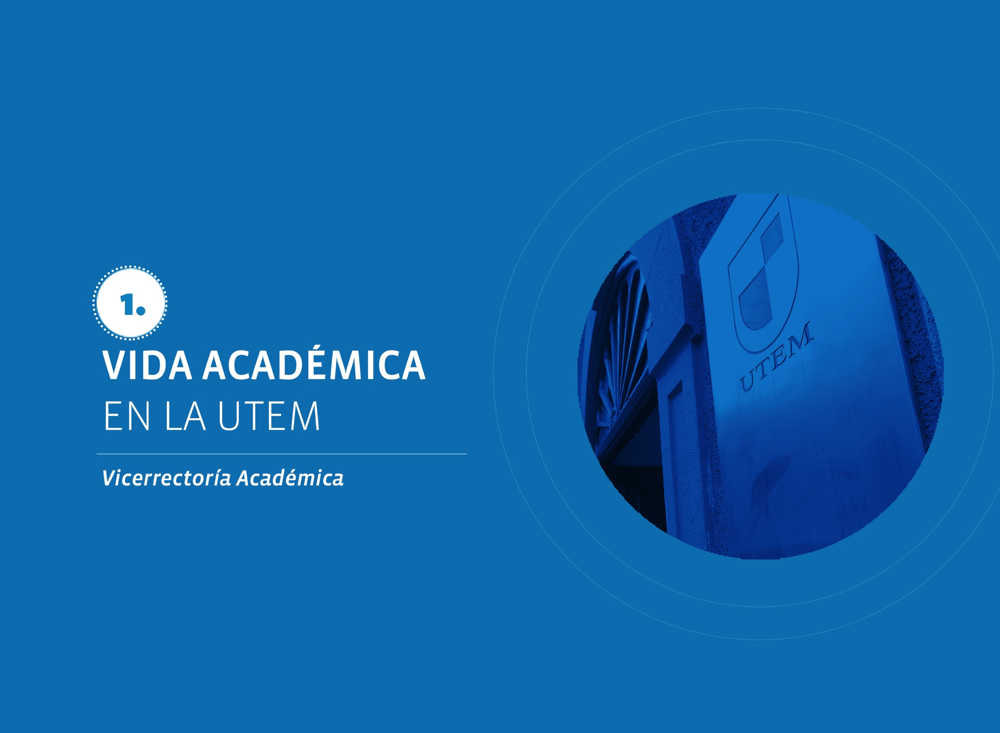 1.
VIDA ACADÉMICA
EN LA UTEM
Vicerrectoría Académica
UTEM